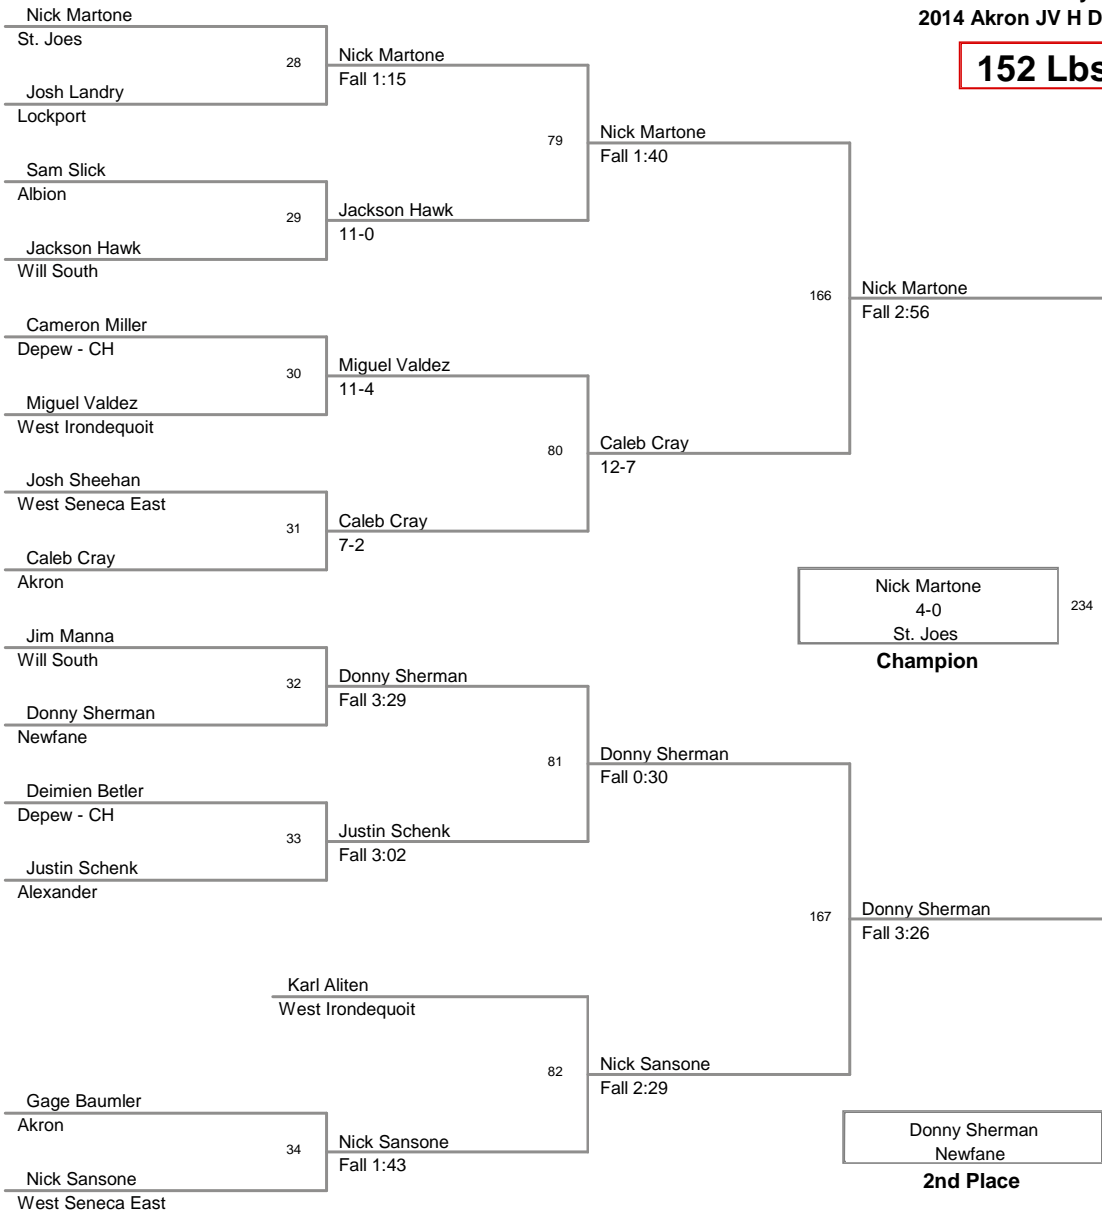 2014 Akron JV H D
152 Lbs
Nick Martone
St. Joes
28
Josh Landry
Lockport
Nick Martone
Fall 1:15
79
Sam Slick
Albion
29
Jackson Hawk
Will South
Jackson Hawk
11-0
Nick Martone
Fall 1:40
Cameron Miller
Depew - CH
30
Miguel Valdez
West Irondequoit
Miguel Valdez
11-4
80
Josh Sheehan
West Seneca East
31
Caleb Cray
Akron
Caleb Cray
7-2
Caleb Cray
12-7
166
Nick Martone
Fall 2:56
Nick Martone
4-0
St. Joes
234
Champion
Jim Manna
Will South
32
Donny Sherman
Newfane
Donny Sherman
Fall 3:29
81
Deimien Betler
Depew - CH
33
Justin Schenk
Alexander
Justin Schenk
Fall 3:02
Donny Sherman
Fall 0:30
167
Donny Sherman
Fall 3:26
Karl Aliten
West Irondequoit
82
Gage Baumler
Akron
34
Nick Sansone
West Seneca East
Nick Sansone
Fall 1:43
Nick Sansone
Fall 2:29
Donny Sherman
Newfane
2nd Place